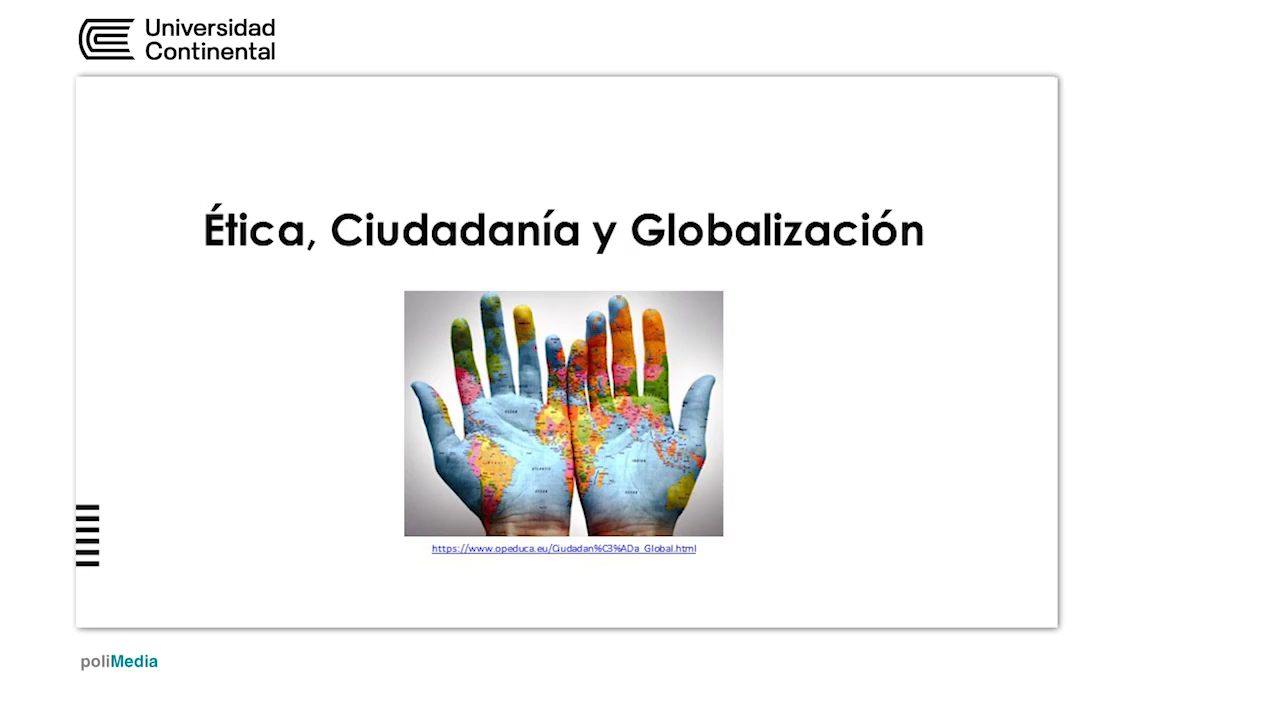 Universidad
Continental
Ética, Ciudadanía y Globalización
https://www.opeduca.eu/Ciudadan%C3%ADa_Global.html
poliMedia